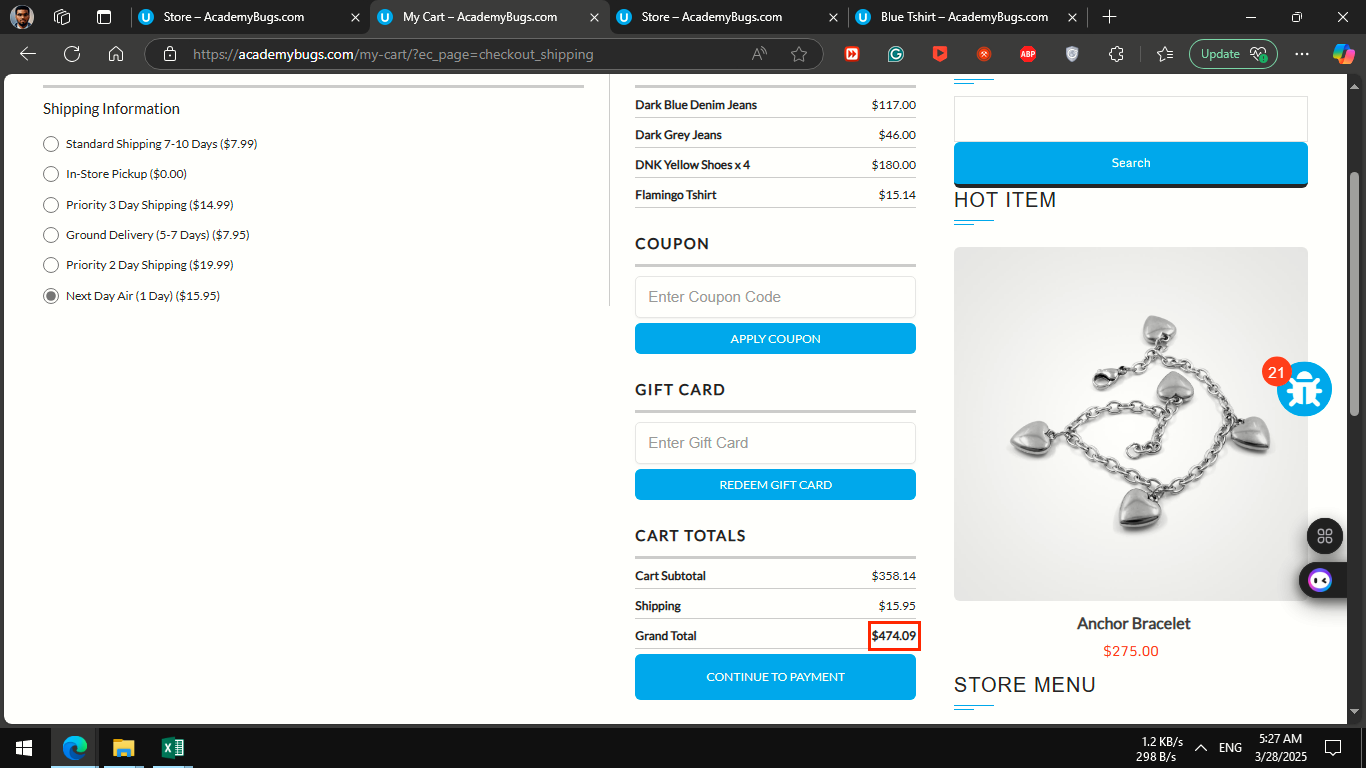 Store – AcademyBugs.com
My Cart – AcademyBugs.com
Store – AcademyBugs.com
Blue Tshirt – AcademyBugs.com
https://academybugs.com/my-cart/?ec_page=checkout_shipping
ABP
Update
Shipping Information
Standard Shipping 7-10 Days ($7.99)
In-Store Pickup ($0.00)
Priority 3 Day Shipping ($14.99)
Ground Delivery (5-7 Days) ($7.95)
Priority 2 Day Shipping ($19.99)
Next Day Air (1 Day) ($15.95)
Dark Blue Denim Jeans $117.00
Dark Grey Jeans $46.00
DNK Yellow Shoes x 4 $180.00
Flamingo Tshirt $15.14
COUPON
Enter Coupon Code
APPLY COUPON
GIFT CARD
Enter Gift Card
REDEEM GIFT CARD
CART TOTALS
Cart Subtotal $358.14
Shipping $15.95
Grand Total $474.09
CONTINUE TO PAYMENT
Search
HOT ITEM
21
Anchor Bracelet
$275.00
STORE MENU
1.2 KB/s
298 B/s
ENG
5:27 AM
3/28/2025